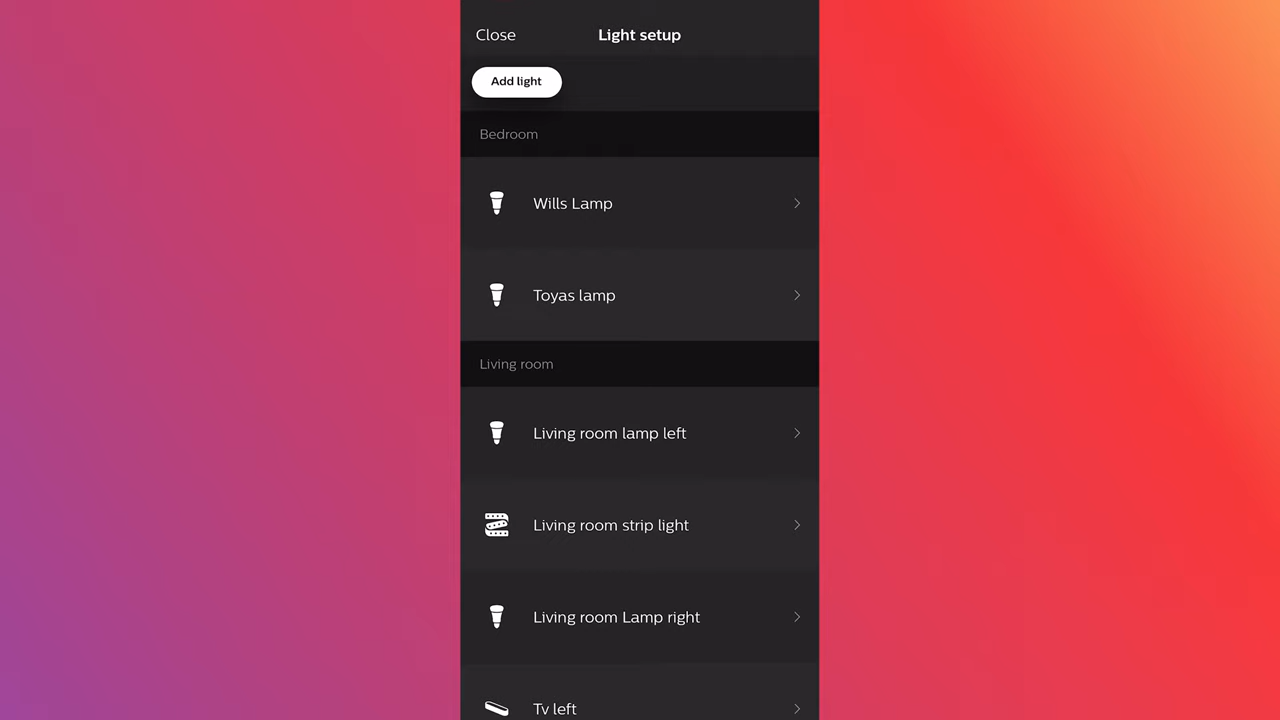 Close
Light setup
Add light
Bedroom
Wills Lamp
Toyas lamp
Living room
Living room lamp left
Living room strip light
Living room Lamp right
Tv left